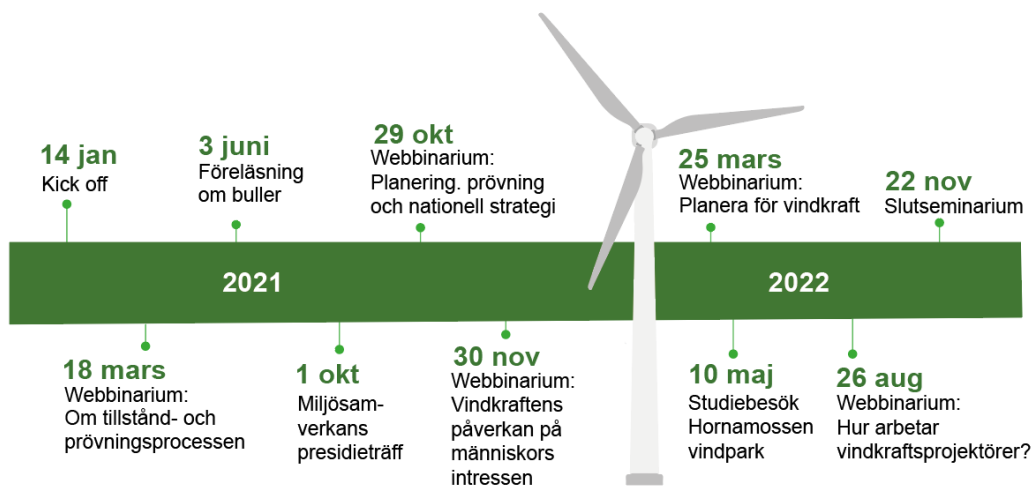 14 jan
Kick off
3 juni
Föreläsning
om buller
29 okt
Webbinarium:
Planering. prövning
och nationell strategi
25 mars
Webbinarium:
Planera för vindkraft
22 nov
Slutseminarium
2021
2022
18 mars
Webbinarium:
Om tillstånd- och
prövningsprocessen
1 okt
Miljösam-
verkans
presidieträff
30 nov
Webbinarium:
Vindkraftens
påverkan på
människors
intressen
10 maj
Studiebesök
Hornamossen
vindpark
26 aug
Webbinarium:
Hur arbetar
vindkraftsprojektörer?